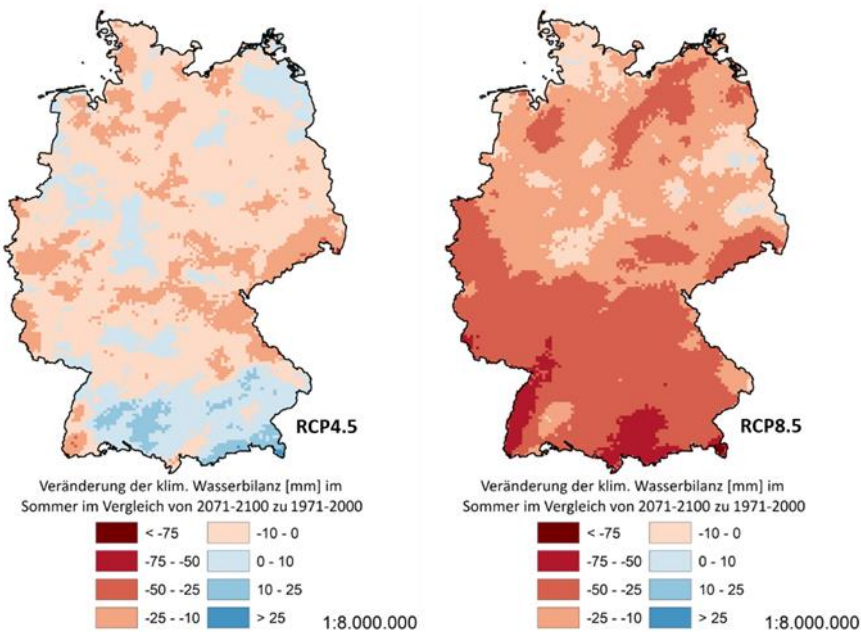 RCP4.5
Veränderung der klim. Wasserbilanz [mm] im
Sommer im Vergleich von 2071-2100 zu 1971-2000
< -75
-10 - 0
-75 - -50
0 - 10
-50 - -25
10 - 25
-25 - -10
> 25
1:8.000.000
RCP8.5
Veränderung der klim. Wasserbilanz [mm] im
Sommer im Vergleich von 2071-2100 zu 1971-2000
< -75
-10 - 0
-75 - -50
0 - 10
-50 - -25
10 - 25
-25 - -10
> 25
1:8.000.000